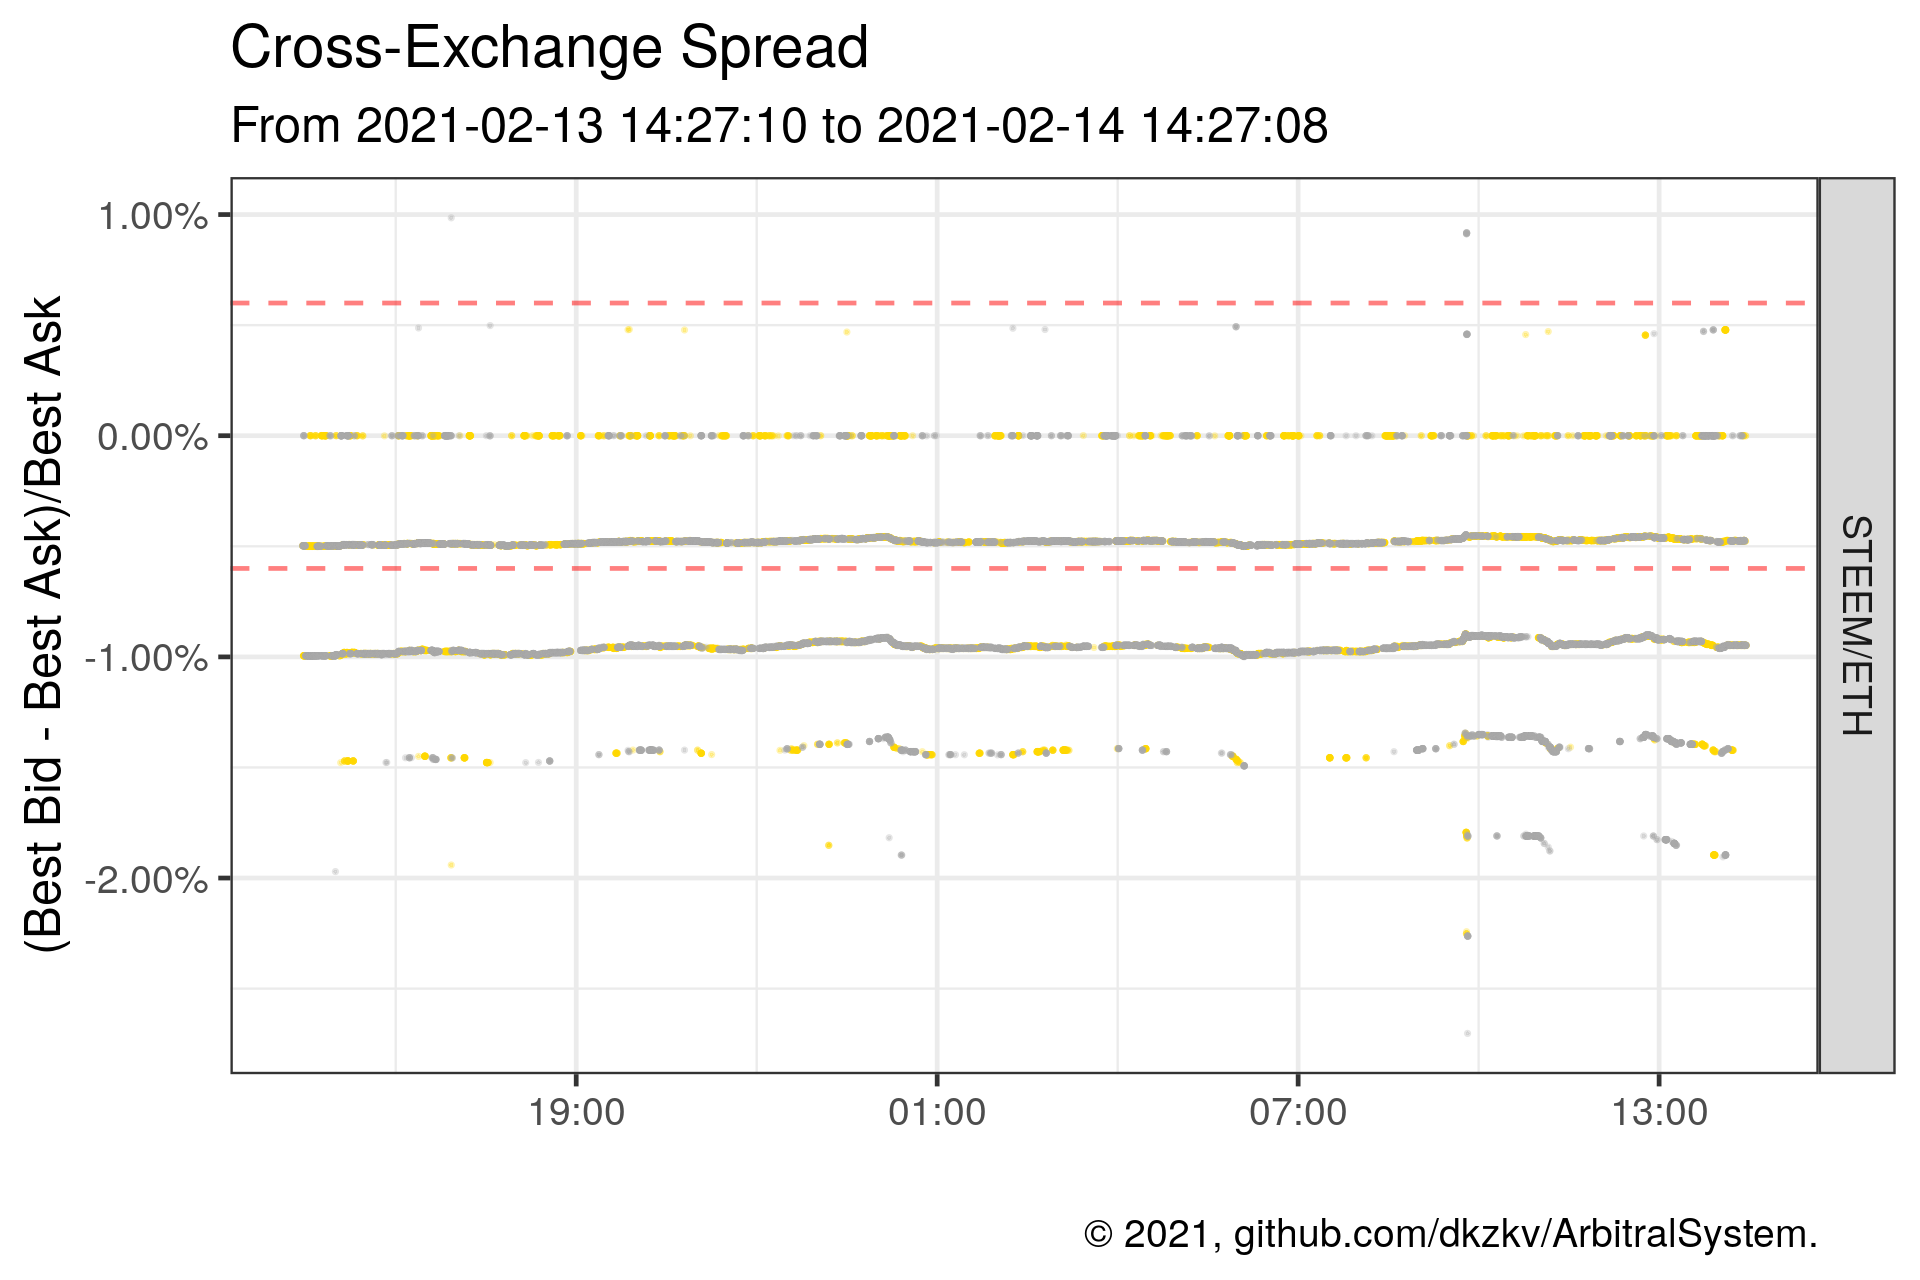 Cross-Exchange Spread
From 2021-02-13 14:27:10 to 2021-02-14 14:27:08
(Best Bid - Best Ask)/Best Ask
1.00%
0.00%
-1.00%
-2.00%
STEEM/ETH
19:00 01:00 07:00 13:00
© 2021, github.com/dkzkv/ArbitralSystem.